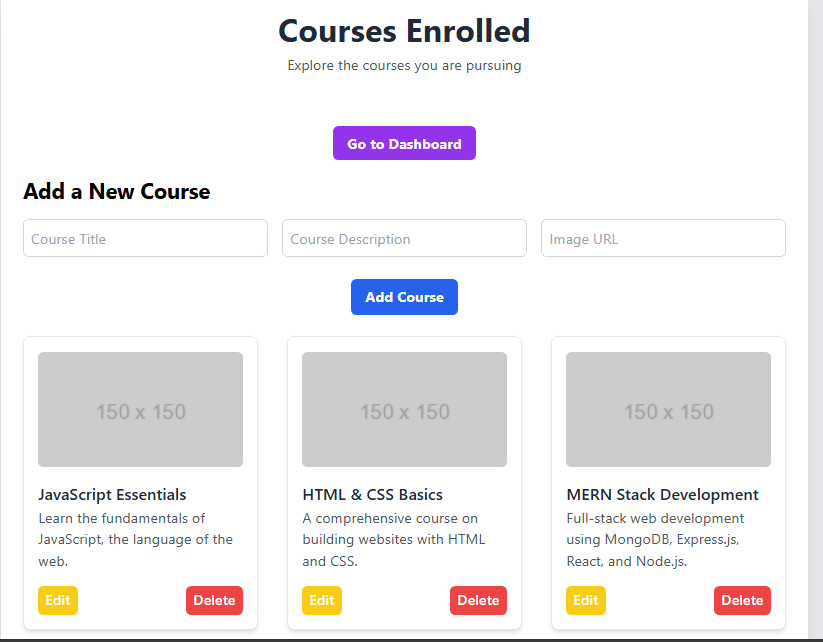 Courses Enrolled
Explore the courses you are pursuing
Go to Dashboard
Add a New Course
Course Title
Course Description
Image URL
Add Course
150 x 150
150 x 150
150 x 150
JavaScript Essentials
Learn the fundamentals of
JavaScript, the language of the
web.
Edit
Delete
HTML & CSS Basics
A comprehensive course on
building websites with HTML
and CSS.
Edit
Delete
MERN Stack Development
Full-stack web development
using MongoDB, Express.js,
React, and Node.js.
Edit
Delete